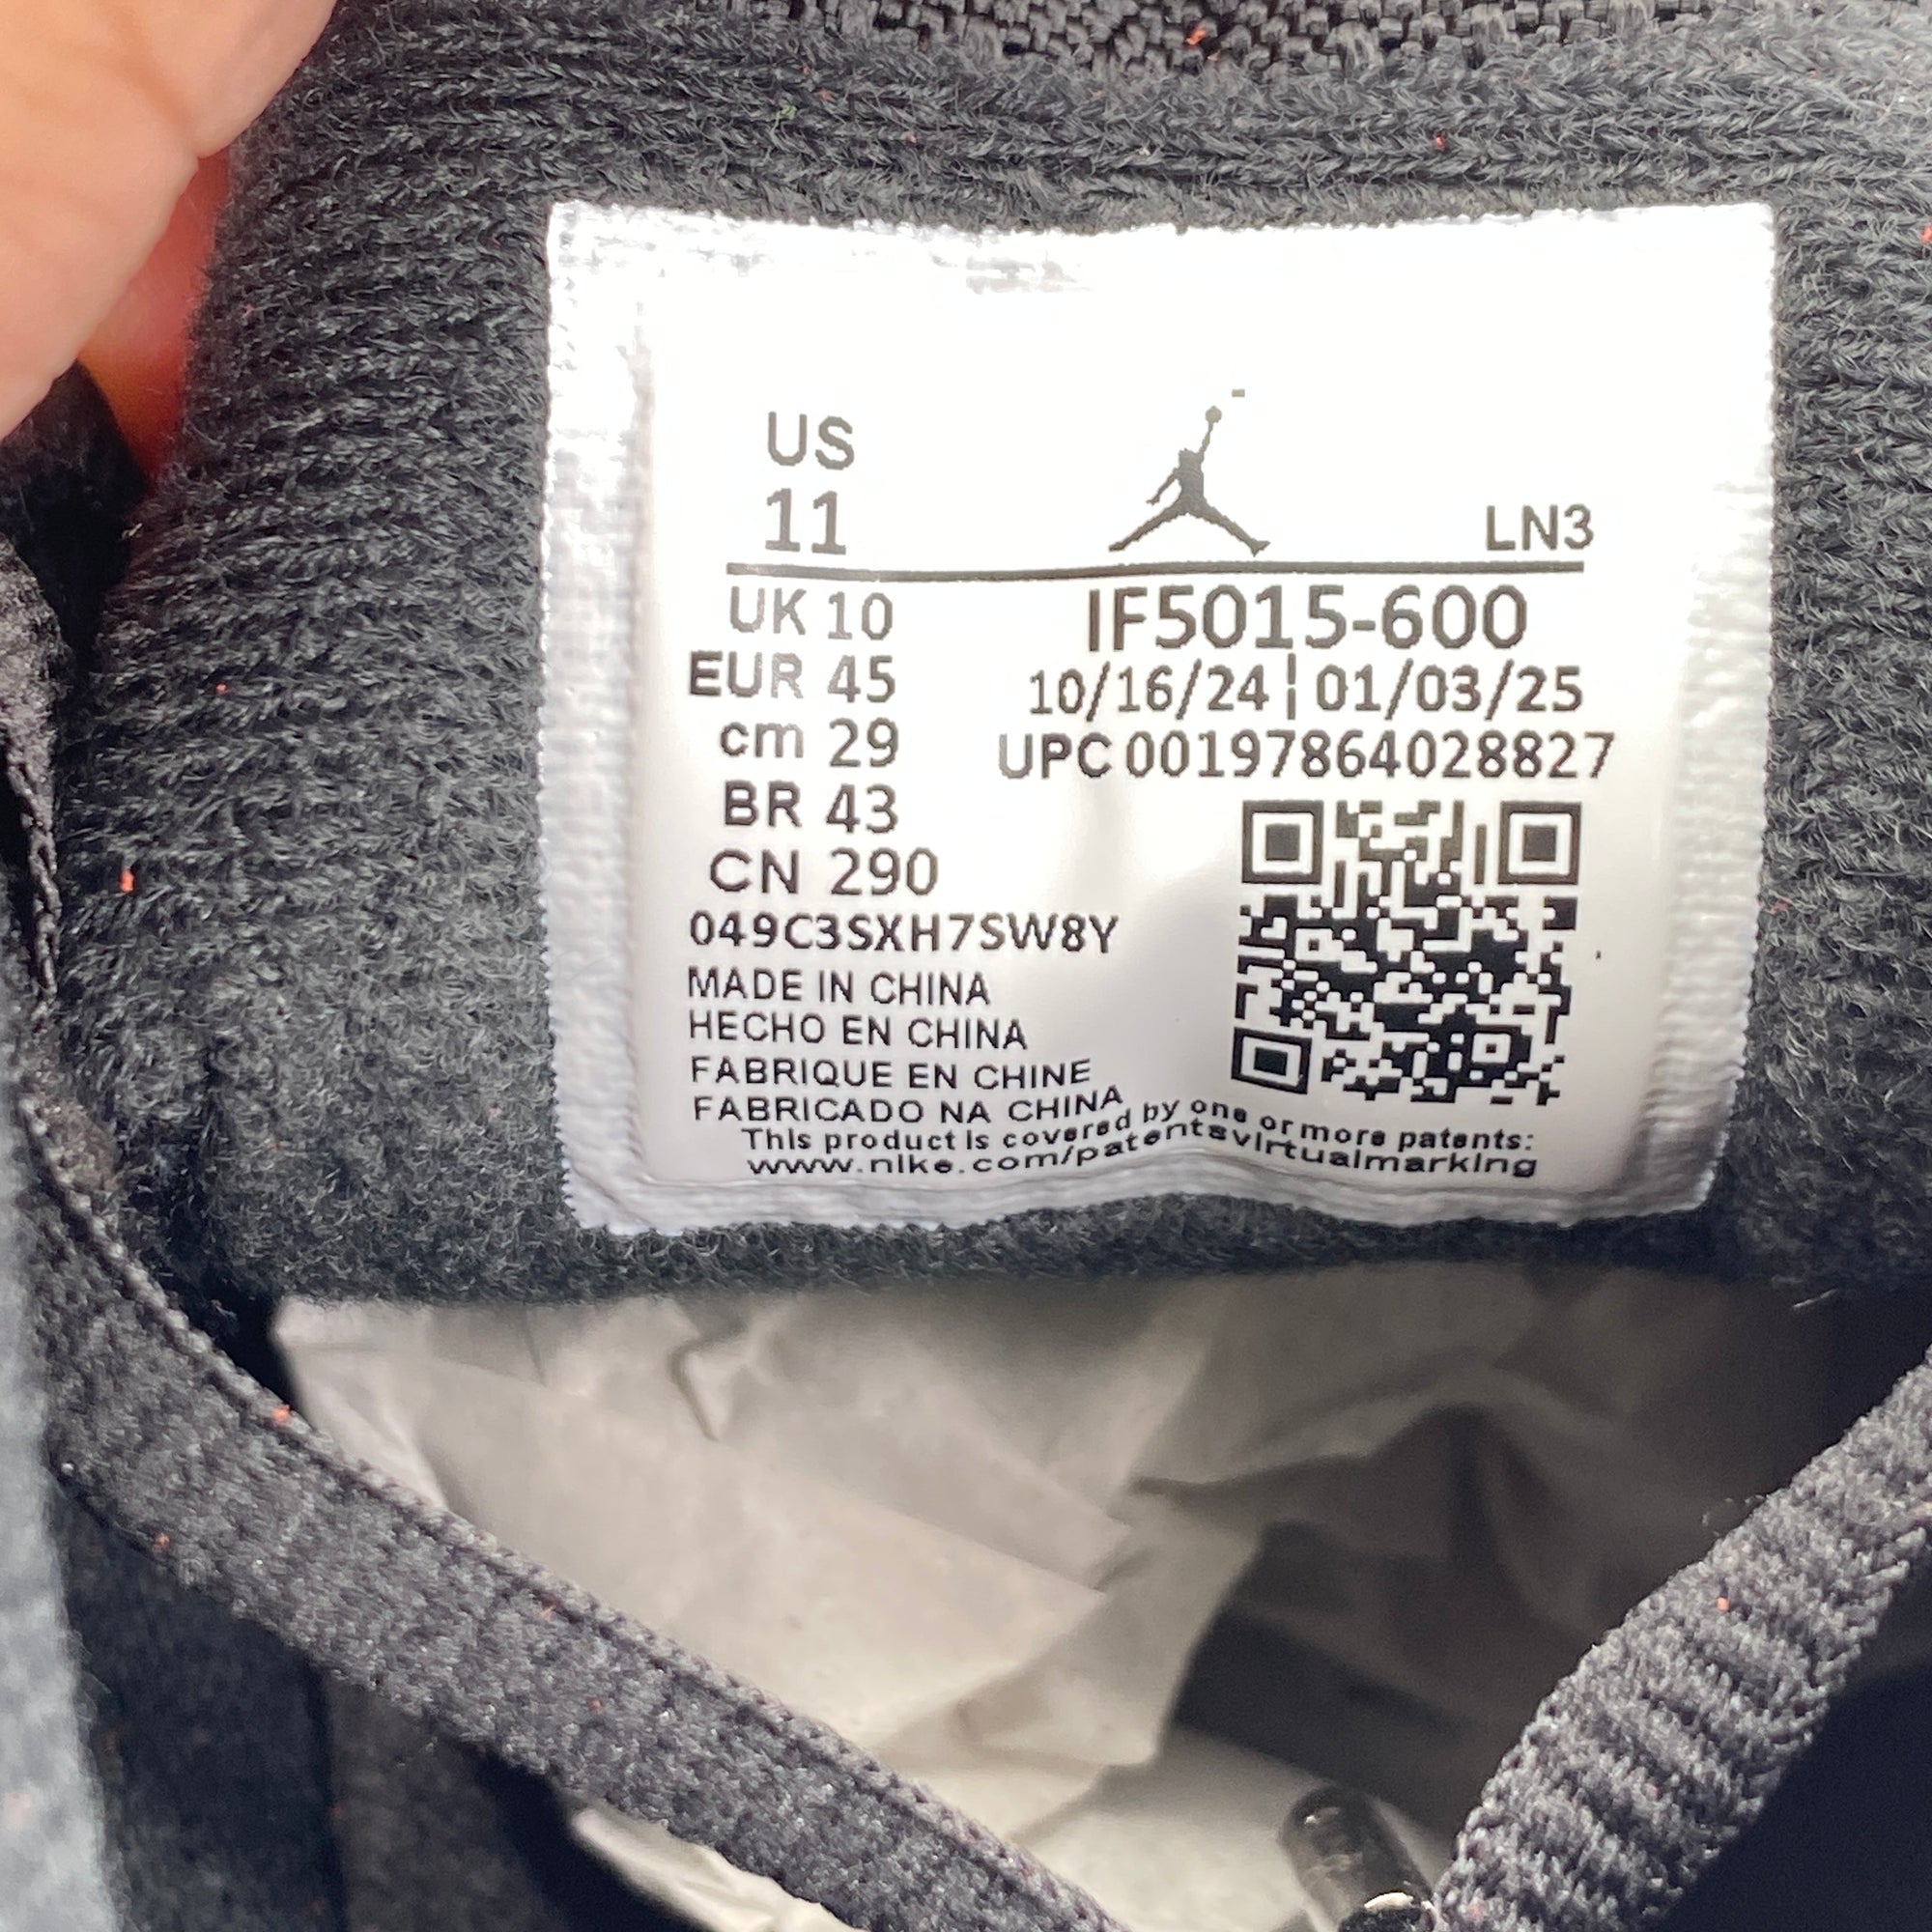 US
11
LN3
UK 10
IF5015-600
EUR 45
10/16/24 | 01/03/25
cm 29
UPC 00197864028827
BR 43
CN 290
049C3SXH7SW8Y
MADE IN CHINA
HECHO EN CHINA
FABRIQUE EN CHINE
FABRICADO NA CHINA
This product is covered by one or more patents:
www.nike.com/patentsvirtualmarking